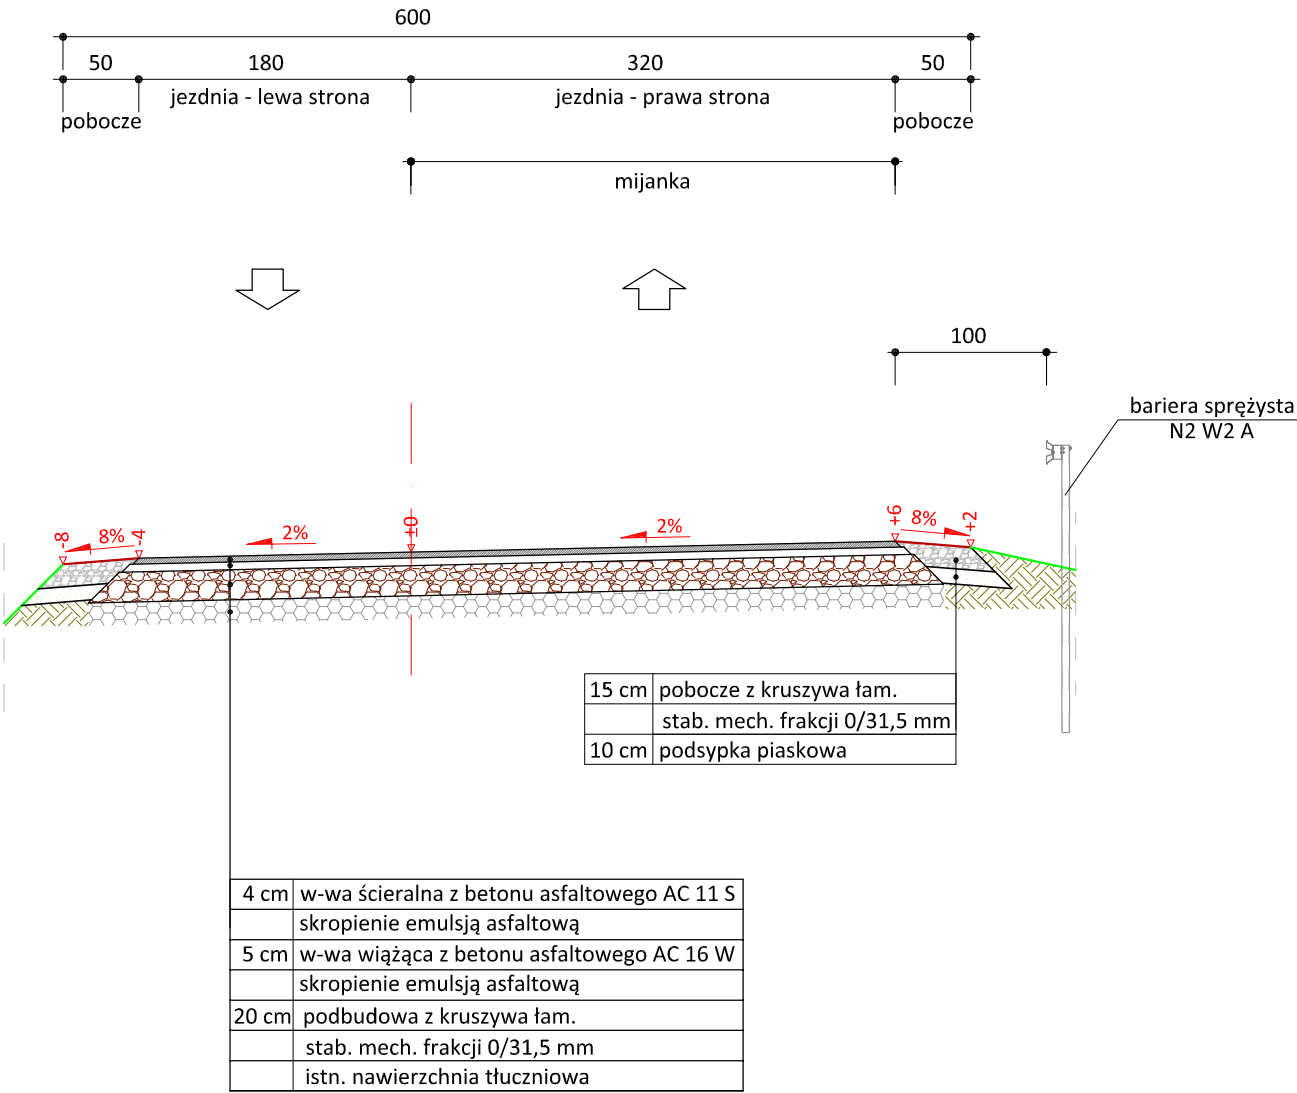 600
50 180 320 50
jezdnia - lewa strona jezdnia - prawa strona
pobocze pobocze
mijanka
100
bariera sprężysta
N2 W2 A
-8 8% -4 2% ±0 2% +6 8% +2
15 cm pobocze z kruszywa łam.
stab. mech. frakcji 0/31,5 mm
10 cm podsypka piaskowa
4 cm w-wa ścieralna z betonu asfaltowego AC 11 S
skropienie emulsją asfaltową
5 cm w-wa wiążąca z betonu asfaltowego AC 16 W
skropienie emulsją asfaltową
20 cm podbudowa z kruszywa łam.
stab. mech. frakcji 0/31,5 mm
istn. nawierzchnia tłuczniowa